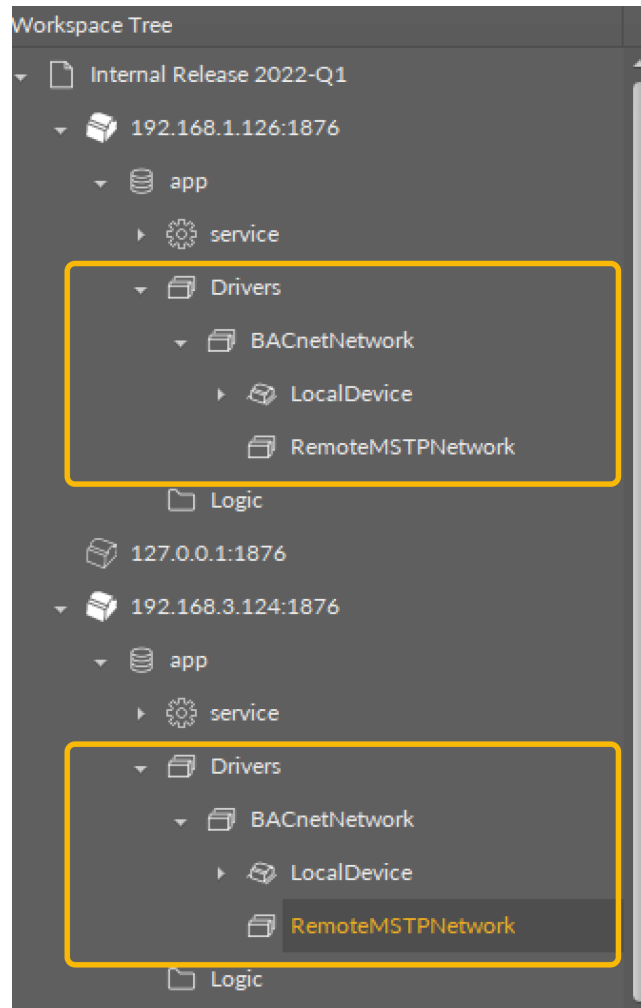 Workspace Tree
Internal Release 2022-Q1
192.168.1.126:1876
app
service
Drivers
BACnetNetwork
LocalDevice
RemoteMSTPNetwork
Logic
127.0.0.1:1876
192.168.3.124:1876
app
service
Drivers
BACnetNetwork
LocalDevice
RemoteMSTPNetwork
Logic